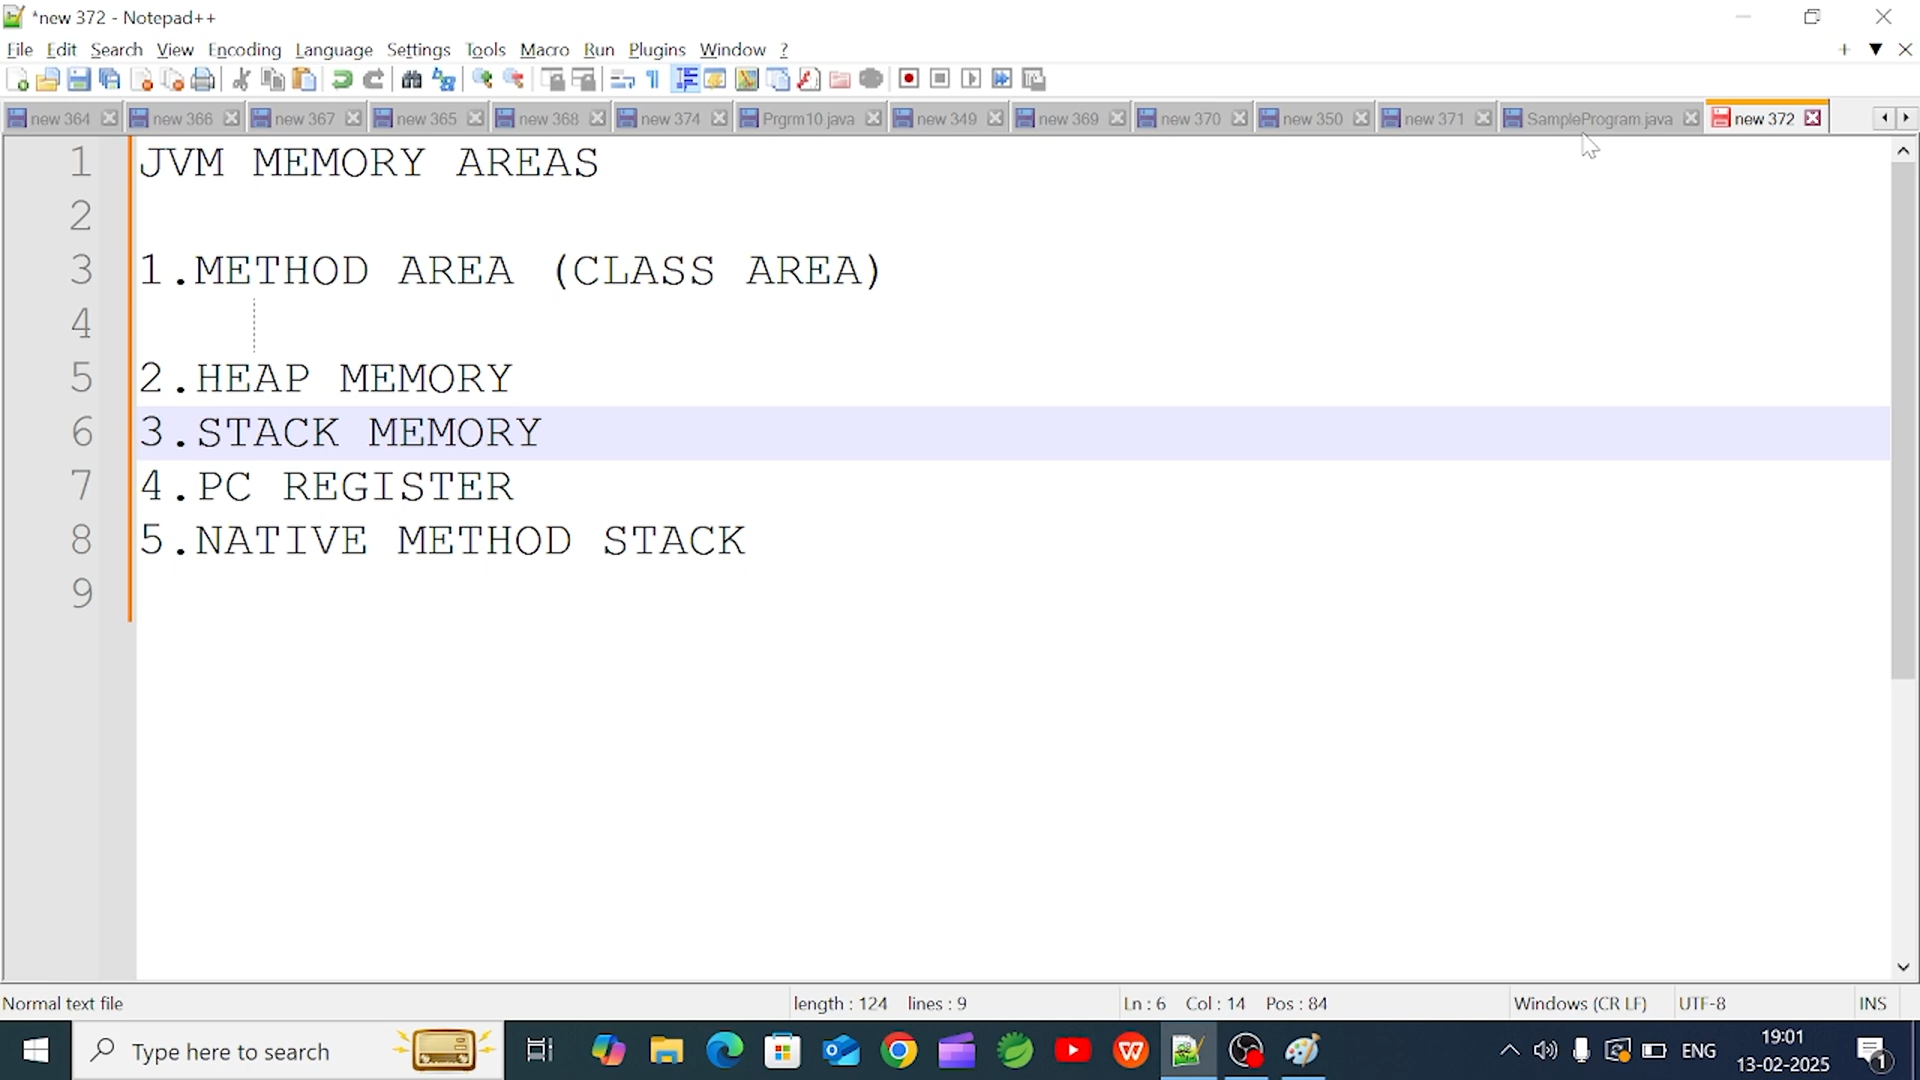 *new 372 - Notepad++
File Edit Search View Encoding Language Settings Tools Macro Run Plugins Window ?
new 364 new 366 new 367 new 365 new 368 new 374 Prgrm10.java new 349 new 369 new 370 new 350 new 371 SampleProgram.java new 372
1 JVM MEMORY AREAS
2
3 1.METHOD AREA (CLASS AREA)
4
5 2.HEAP MEMORY
6 3.STACK MEMORY
7 4.PC REGISTER
8 5.NATIVE METHOD STACK
9
Normal text file length : 124 lines : 9 Ln : 6 Col : 14 Pos : 84 Windows (CR LF) UTF-8 INS
Type here to search ENG 19:01
13-02-2025 1